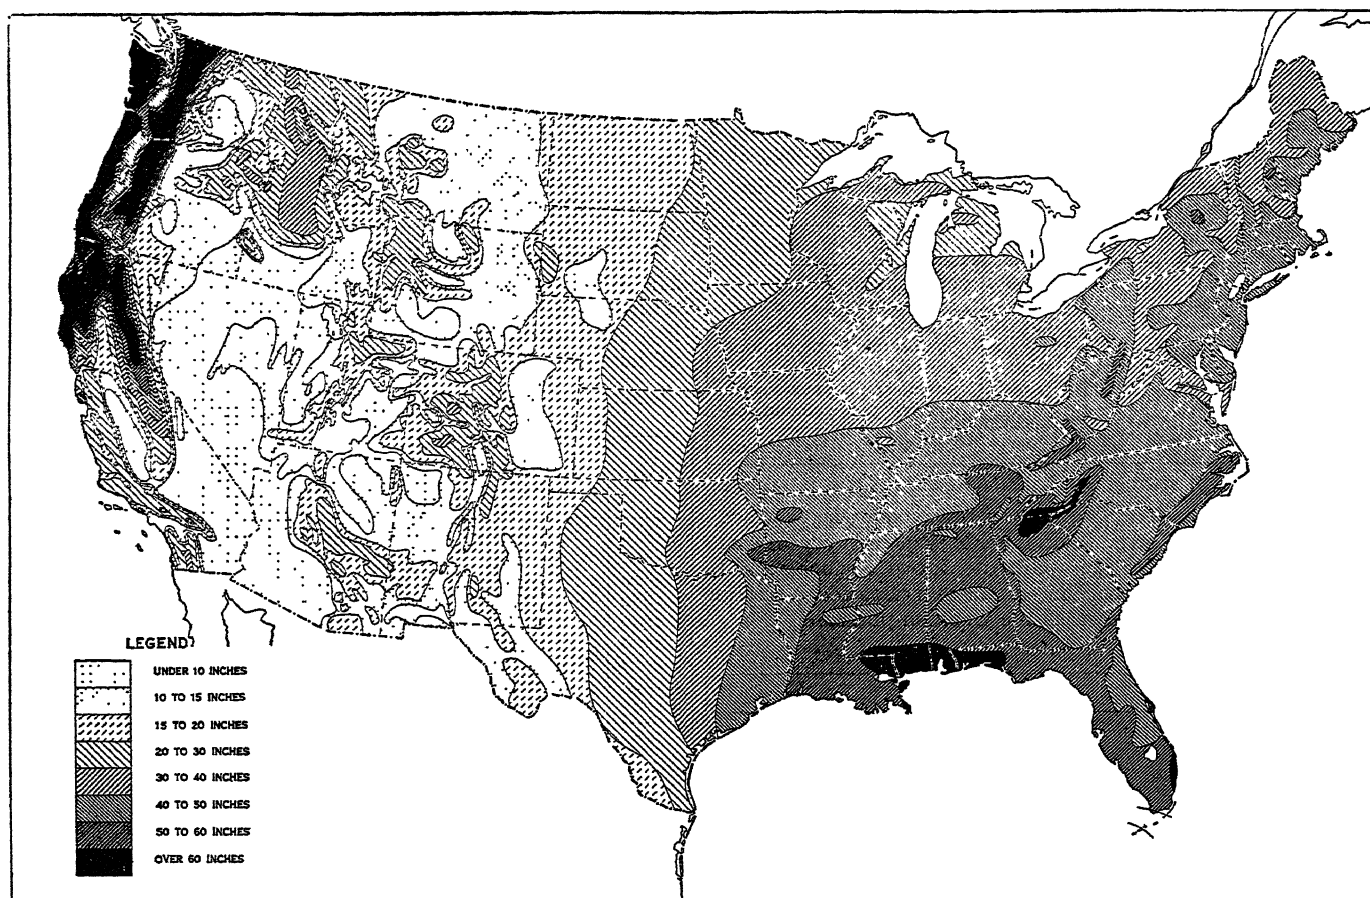 LEGEND
UNDER 10 INCHES
10 TO 15 INCHES
15 TO 20 INCHES
20 TO 30 INCHES
30 TO 40 INCHES
40 TO 50 INCHES
50 TO 60 INCHES
OVER 60 INCHES